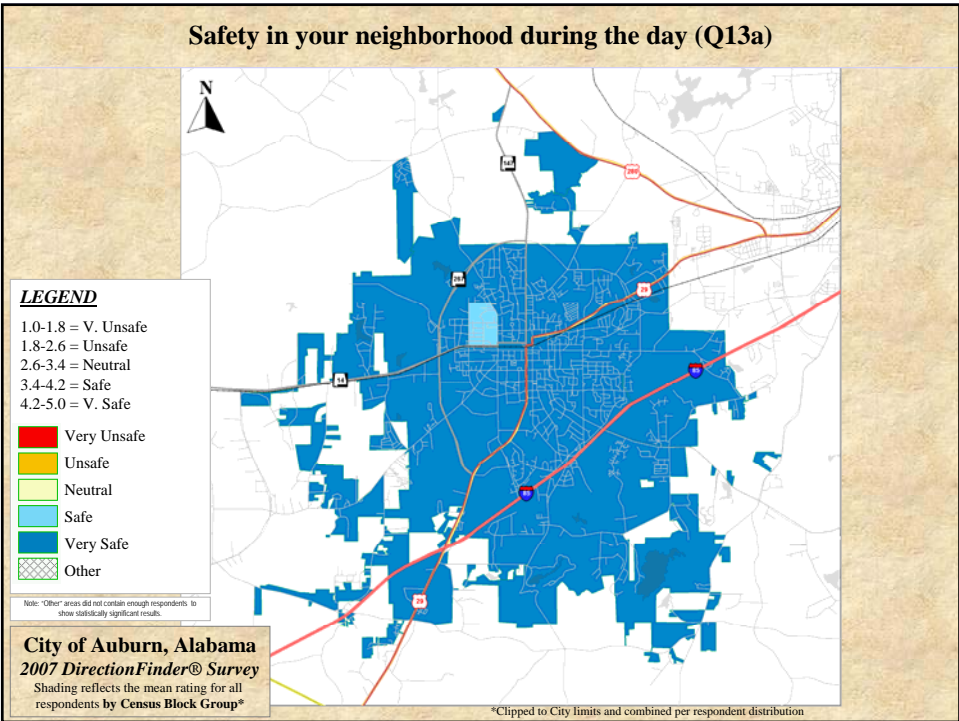 Safety in your neighborhood during the day (Q13a)
N
147
280
267
29
14
85
85
29
LEGEND
1.0-1.8 = V. Unsafe
1.8-2.6 = Unsafe
2.6-3.4 = Neutral
3.4-4.2 = Safe
4.2-5.0 = V. Safe
Very Unsafe
Unsafe
Neutral
Safe
Very Safe
Other
Note: "Other" areas did not contain enough respondents to
show statistically significant results.
City of Auburn, Alabama
2007 DirectionFinder® Survey
Shading reflects the mean rating for all
respondents by Census Block Group*
*Clipped to City limits and combined per respondent distribution